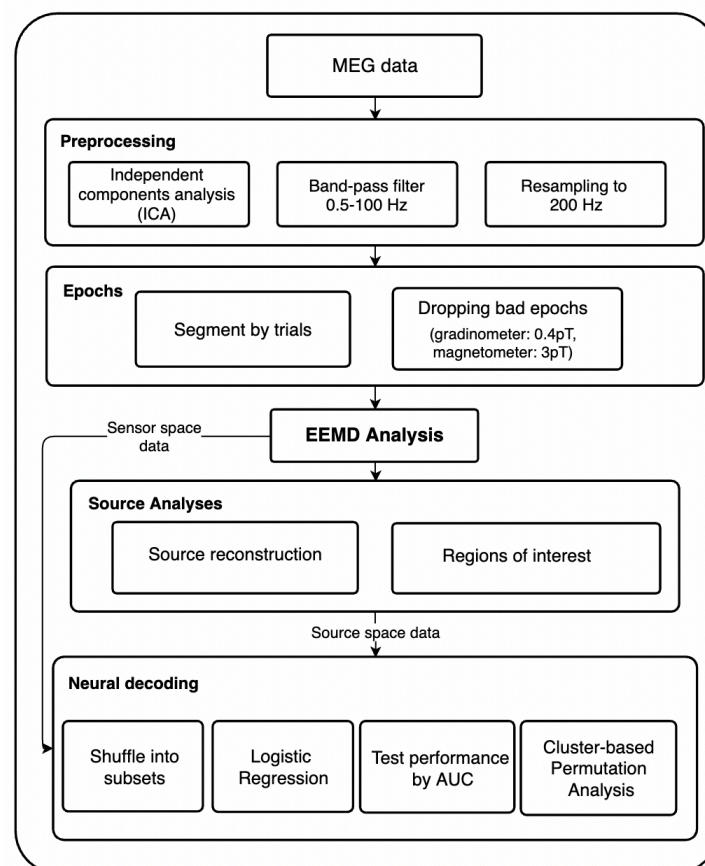 MEG data
Preprocessing
Independent
components analysis
(ICA)
Band-pass filter
0.5-100 Hz
Resampling to
200 Hz
Epochs
Segment by trials
Dropping bad epochs
(gradinometer: 0.4pT,
magnetometer: 3pT)
EEMD Analysis
Sensor space
data
Source Analyses
Source reconstruction
Regions of interest
Source space data
Neural decoding
Shuffle into
subsets
Logistic
Regression
Test performance
by AUC
Cluster-based
Permutation
Analysis